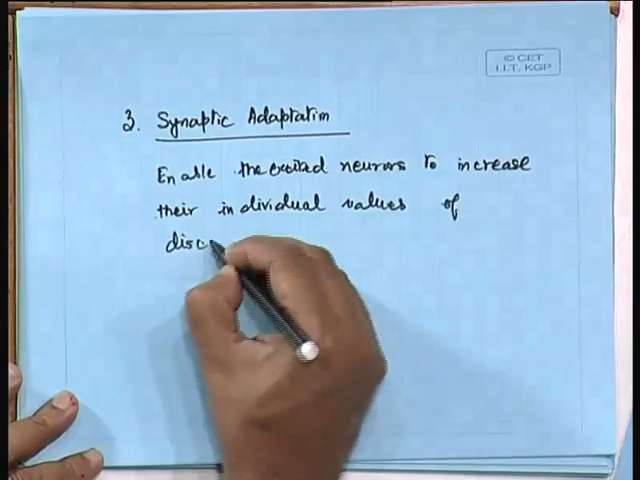 © CET
I.I.T. KGP
3. Synaptic Adaptation
Enable the excited neurons to increase
their individual values of
disc